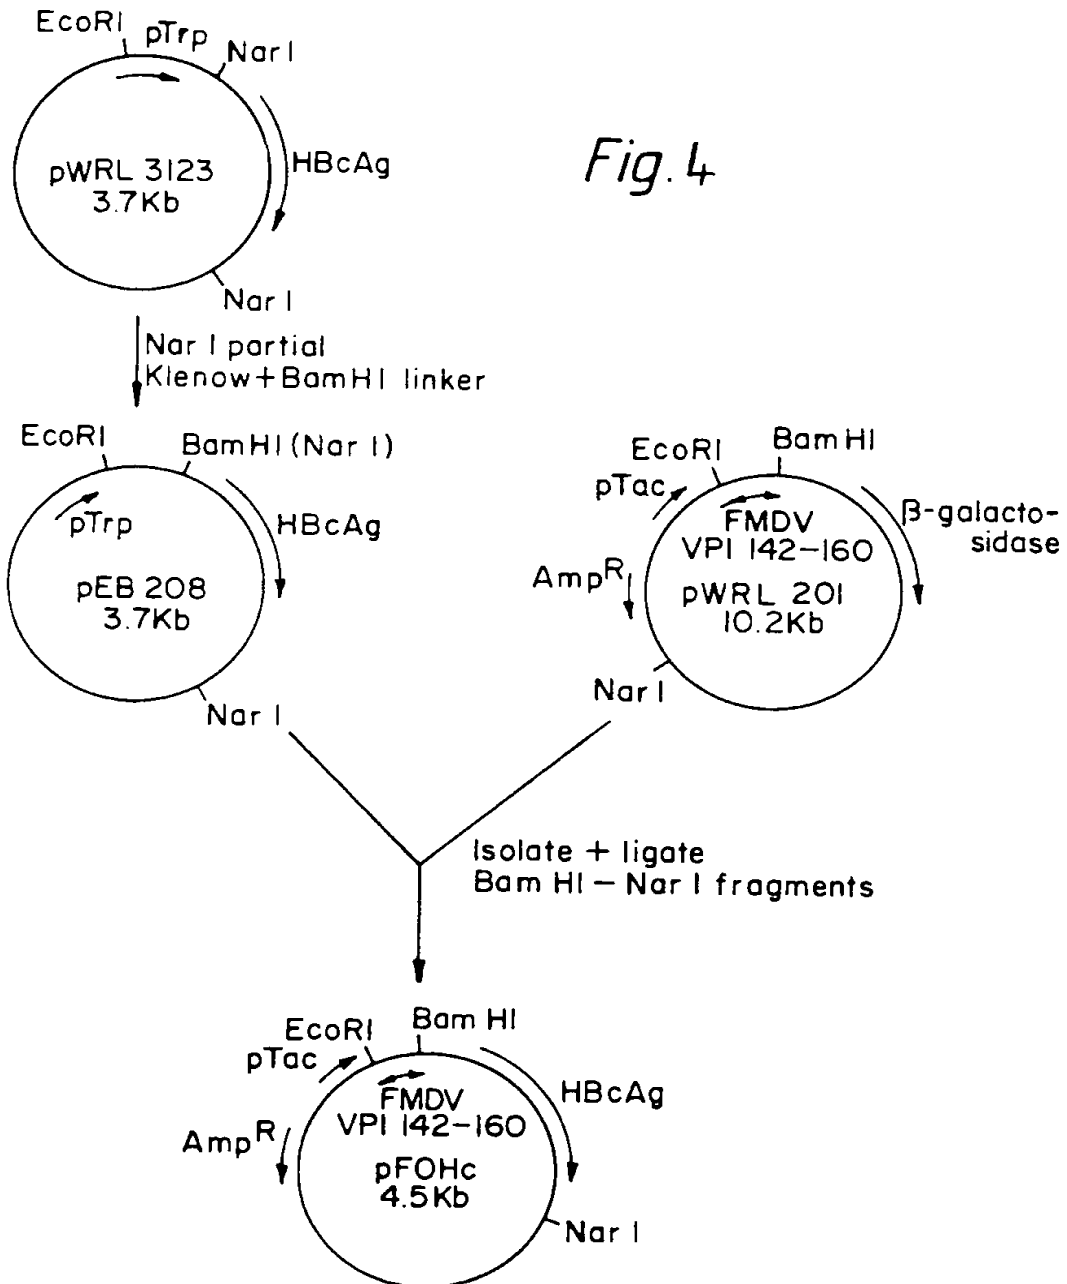 EcoRI
pTrp
Nar I
HBcAg
pWRL 3123
3.7Kb
Nar I
Fig. 4
Nar I partial
Klenow+BamHI linker
EcoRI
BamHI (Nar I)
pTrp
HBcAg
pEB 208
3.7Kb
Nar I
EcoRI
Bam HI
pTac
FMDV
VPI 142-160
β-galacto-
sidase
AmpR
pWRL 201
10.2Kb
Nar I
Isolate + ligate
Bam HI - Nar I fragments
EcoRI
Bam HI
pTac
FMDV
VPI 142-160
HBcAg
AmpR
pFOHc
4.5Kb
Nar I